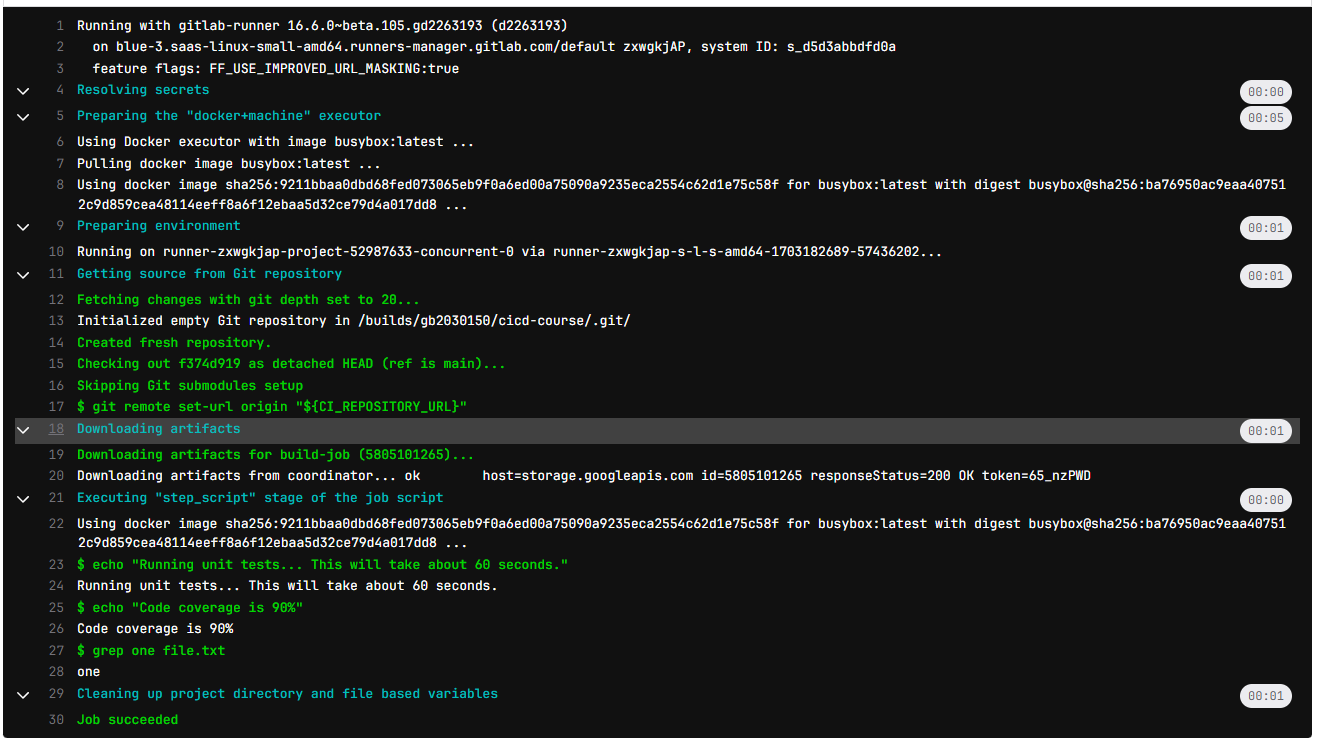 1 Running with gitlab-runner 16.6.0~beta.105.gd2263193 (d2263193)
2 on blue-3.saas-linux-small-amd64.runners-manager.gitlab.com/default zxwgkjAP, system ID: s_d5d3abbdfd0a
3 feature flags: FF_USE_IMPROVED_URL_MASKING:true
4 Resolving secrets 00:00
5 Preparing the "docker+machine" executor 00:05
6 Using Docker executor with image busybox:latest ...
7 Pulling docker image busybox:latest ...
8 Using docker image sha256:9211bbaa0dbd68fed073065eb9f0a6ed00a75090a9235eca2554c62d1e75c58f for busybox:latest with digest busybox@sha256:ba76950ac9eaa40751
2c9d859cea48114eeff8a6f12ebaa5d32ce79d4a017dd8 ...
9 Preparing environment 00:01
10 Running on runner-zxwgkjap-project-52987633-concurrent-0 via runner-zxwgkjap-s-l-s-amd64-1703182689-57436202...
11 Getting source from Git repository 00:01
12 Fetching changes with git depth set to 20...
13 Initialized empty Git repository in /builds/gb2030150/cicd-course/.git/
14 Created fresh repository.
15 Checking out f374d919 as detached HEAD (ref is main)...
16 Skipping Git submodules setup
17 $ git remote set-url origin "${CI_REPOSITORY_URL}"
18 Downloading artifacts 00:01
19 Downloading artifacts for build-job (5805101265)...
20 Downloading artifacts from coordinator... ok        host=storage.googleapis.com id=5805101265 responseStatus=200 OK token=65_nzPWD
21 Executing "step_script" stage of the job script 00:00
22 Using docker image sha256:9211bbaa0dbd68fed073065eb9f0a6ed00a75090a9235eca2554c62d1e75c58f for busybox:latest with digest busybox@sha256:ba76950ac9eaa40751
2c9d859cea48114eeff8a6f12ebaa5d32ce79d4a017dd8 ...
23 $ echo "Running unit tests... This will take about 60 seconds."
24 Running unit tests... This will take about 60 seconds.
25 $ echo "Code coverage is 90%"
26 Code coverage is 90%
27 $ grep one file.txt
28 one
29 Cleaning up project directory and file based variables 00:01
30 Job succeeded